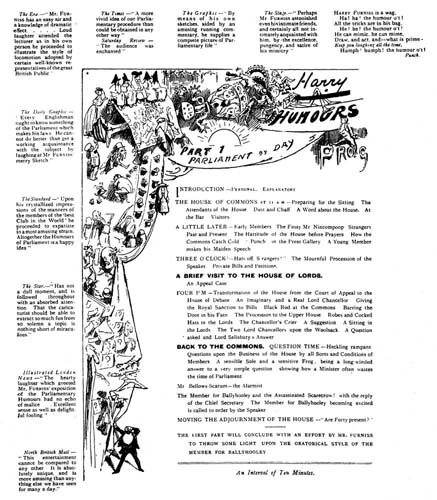 The Era — " Mr. FURNISS has an easy air and a knowledge of dramatic effect . . . . Loud laughter attended the lecturer as in his own person he proceeded to illustrate the style of locomotion adopted by certain well-known representatives of the great British Public "
The Times — " A more vivid idea of our Parliamentary procedure than could be obtained in any other way "
Saturday Review — " The audience was enchanted "
The Graphic — " By means of his own sketches, aided by an amusing running commentary, he supplies a complete picture of Parliamentary life "
The Stage. — " Perhaps Mr FURNISS astonished even his intimate friends, and certainly all not intimately acquainted with him, by the excellence, pungency, and satire of his mimicry "
HARRY FURNISS is a wag,
Ha! ha! the humour o't!
All the tricks are in his bag,
He! he! the humour o't!
He can mimic, he can mime,
Draw, and act, and—what is prime—
Keep you laughing all the time,
Humph! humph! the humour o't!
Punch.
The Daily Graphic —
" Every Englishman ought to know something of the Parliament which makes his laws. He cannot do better than get a working acquaintance with the subject by laughing at Mr FURNISS' merry Sketch "
The Standard — " Upon his crystallized impressions of the manners of the members of the 'best Club in the World' he proceeded to expatiate in a most amusing strain. Altogether the Humours of Parliament is a happy idea "
The Star. — " Has not a dull moment, and is followed throughout with an absorbed attention That the caricaturist should be able to extract so much fun from so solemn a topic is nothing short of miraculous "
Illustrated London News — " The hearty laughter which greeted Mr. FURNISS' exposition of the Parliamentary Humours had no echo of malice . . Excellent sense as well as delightful fooling "
North British Mail — " This entertainment cannot be compared to any other It is absolutely unique, and is more amusing than anything else we have seen for many a day."
Harry
HUMOURS
PART 1
PARLIAMENT BY DAY
INTRODUCTION—PERSONAL. EXPLANATORY
THE HOUSE OF COMMONS AT 11 A M—Preparing for the Sitting The
Attendants of the House Dust and Chaff A Word about the House. At
the Bar Visitors
A LITTLE LATER— Early Members The Fussy Mr Nincompoop Strangers
Past and Present The Hatitude of the House before Prayers How the
Commons Catch Cold ' Punch in the Press Gallery A Young Member
makes his Maiden Speech
THREE O'CLOCK— ' Hats off. Strangers' ' The Mournful Procession of the
Speaker Private Bills and Petitions.
A BRIEF VISIT TO THE HOUSE OF LORDS.
An Appeal Case
FOUR P.M—Transformation of the House from the Court of Appeal to the
House of Debate An Imaginary and a Real Lord Chancellor Giving
the Royal Sanction to Bills Black Rod at the Commons Barring the
Door in his Face The Procession to the Upper House Robes and Cocked
Hats in the Lords The Chancellor's Crier A Suggestion A Sitting in
the Lords The Two Lord Chancellors upon the Woolsack A Question
asked and Lord Salisbury's Answer
BACK TO THE COMMONS. QUESTION TIME—Heckling rampant
Questions upon the Business of the House by all Sorts and Conditions of
Members A sensible Sole and a sensitive Frog, being a long-winded
answer to a very simple question showing how a Minister often wastes
the time of Parliament
Mr Bellows-Scarum—the Alarmist
The Member for Ballyhooley and the Assassinated Scarecrow! with the reply
of the Chief Secretary The Member for Ballyhooley becoming excited
is called to order by the Speaker
MOVING THE ADJOURNMENT OF THE HOUSE—"Are Forty present?"
THE FIRST PART WILL CONCLUDE WITH AN EFFORT BY MR. FURNISS
TO THROW SOME LIGHT UPON THE ORATORICAL STYLE OF THE
MEMBER FOR BALLYHOOLEY
An Interval of Ten Minutes.